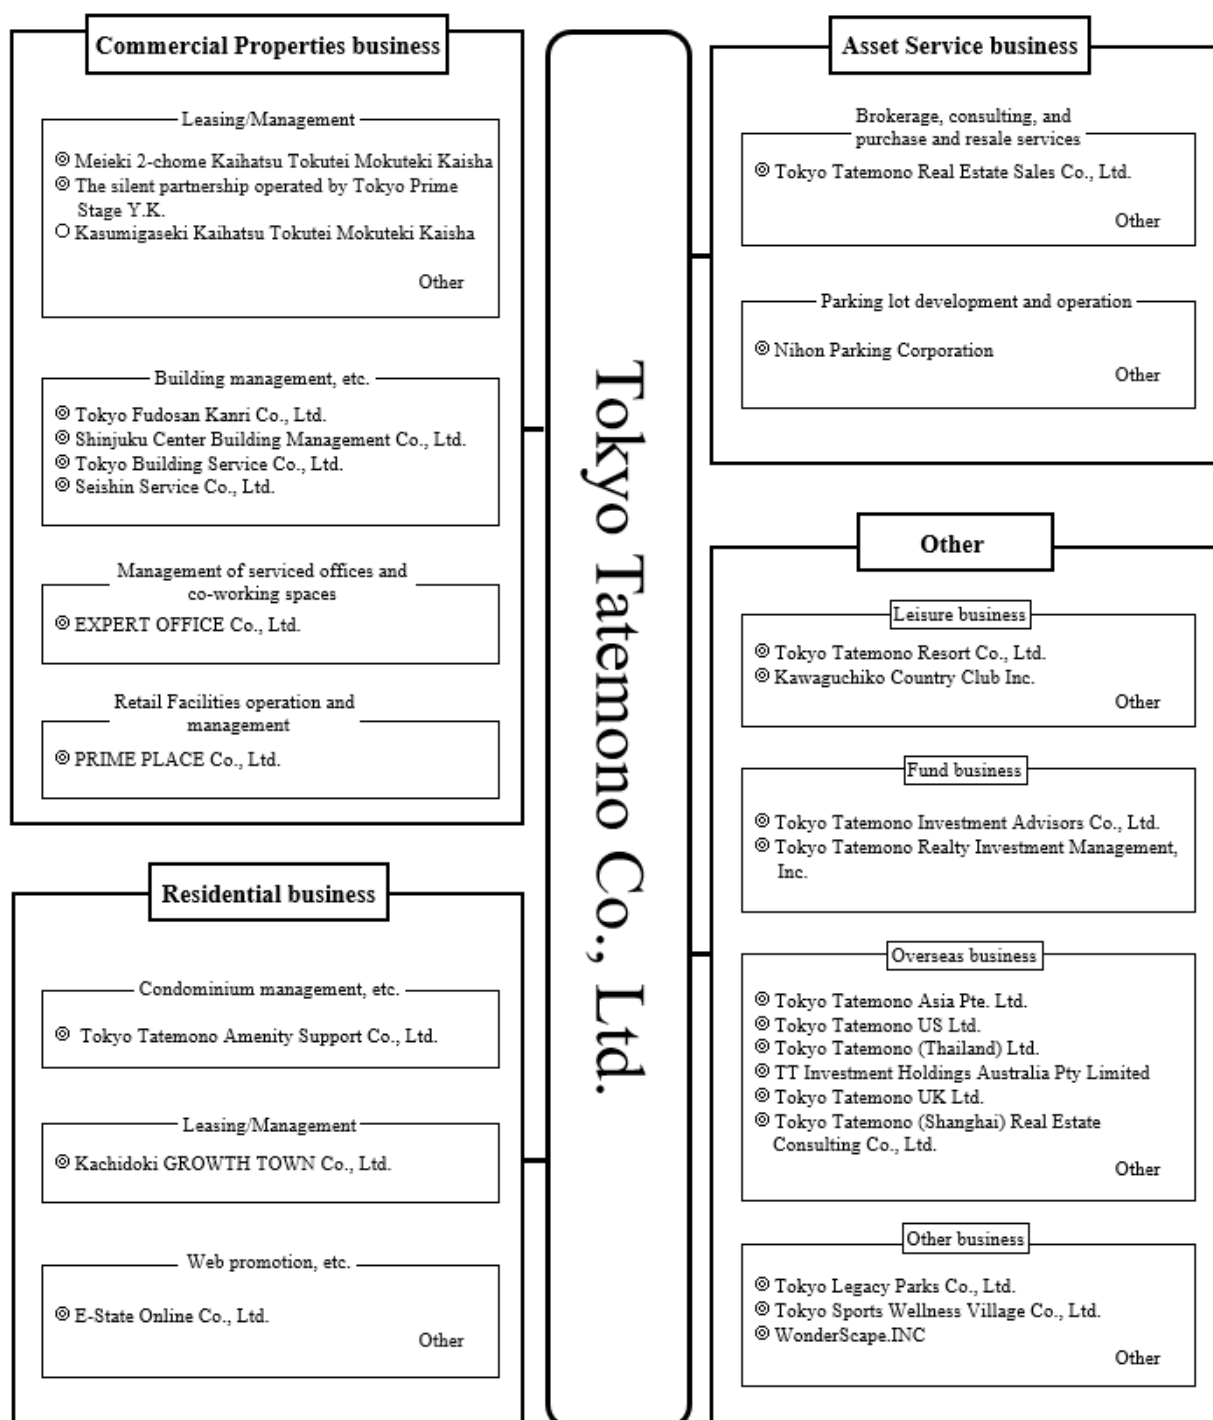 Commercial Properties business
Leasing/Management
◎ Meieki 2-chome Kaihatsu Tokutei Mokuteki Kaisha
◎ The silent partnership operated by Tokyo Prime
Stage Y.K.
○ Kasumigaseki Kaihatsu Tokutei Mokuteki Kaisha
Other
Building management, etc.
◎ Tokyo Fudosan Kanri Co., Ltd.
◎ Shinjuku Center Building Management Co., Ltd.
◎ Tokyo Building Service Co., Ltd.
◎ Seishin Service Co., Ltd.
Management of serviced offices and
co-working spaces
◎ EXPERT OFFICE Co., Ltd.
Retail Facilities operation and
management
◎ PRIME PLACE Co., Ltd.
Residential business
Condominium management, etc.
◎ Tokyo Tatemono Amenity Support Co., Ltd.
Leasing/Management
◎ Kachidoki GROWTH TOWN Co., Ltd.
Web promotion, etc.
◎ E-State Online Co., Ltd.
Other
Tokyo Tatemono Co., Ltd.
Asset Service business
Brokerage, consulting, and
purchase and resale services
◎ Tokyo Tatemono Real Estate Sales Co., Ltd.
Other
Parking lot development and operation
◎ Nihon Parking Corporation
Other
Other
Leisure business
◎ Tokyo Tatemono Resort Co., Ltd.
◎ Kawaguchiko Country Club Inc.
Other
Fund business
◎ Tokyo Tatemono Investment Advisors Co., Ltd.
◎ Tokyo Tatemono Realty Investment Management,
Inc.
Overseas business
◎ Tokyo Tatemono Asia Pte. Ltd.
◎ Tokyo Tatemono US Ltd.
◎ Tokyo Tatemono (Thailand) Ltd.
◎ TT Investment Holdings Australia Pty Limited
◎ Tokyo Tatemono UK Ltd.
◎ Tokyo Tatemono (Shanghai) Real Estate
Consulting Co., Ltd.
Other
Other business
◎ Tokyo Legacy Parks Co., Ltd.
◎ Tokyo Sports Wellness Village Co., Ltd.
◎ WonderScape.INC
Other